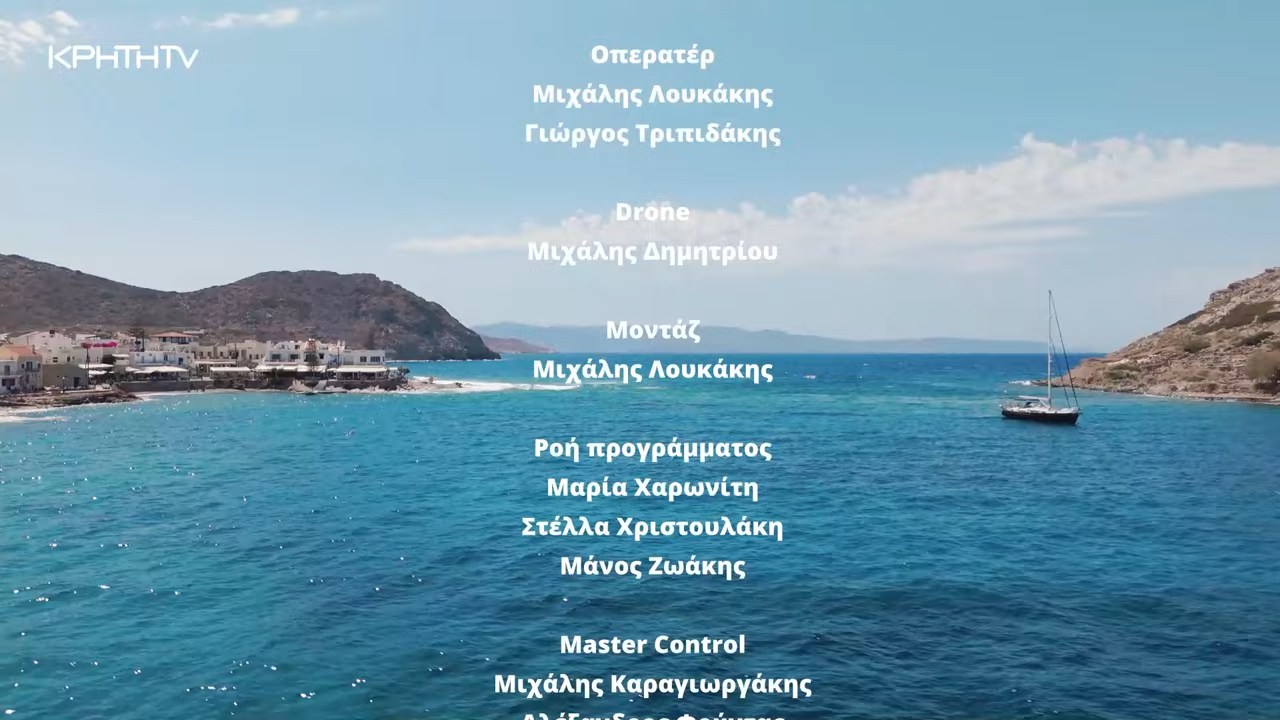 ΚΡΗΤΗTV
Οπερατέρ
Μιχάλης Λουκάκης
Γιώργος Τριπιδάκης
Drone
Μιχάλης Δημητρίου
Μοντάζ
Μιχάλης Λουκάκης
Ροή προγράμματος
Μαρία Χαρωνίτη
Στέλλα Χριστουλάκη
Μάνος Ζωάκης
Master Control
Μιχάλης Καραγιωργάκης